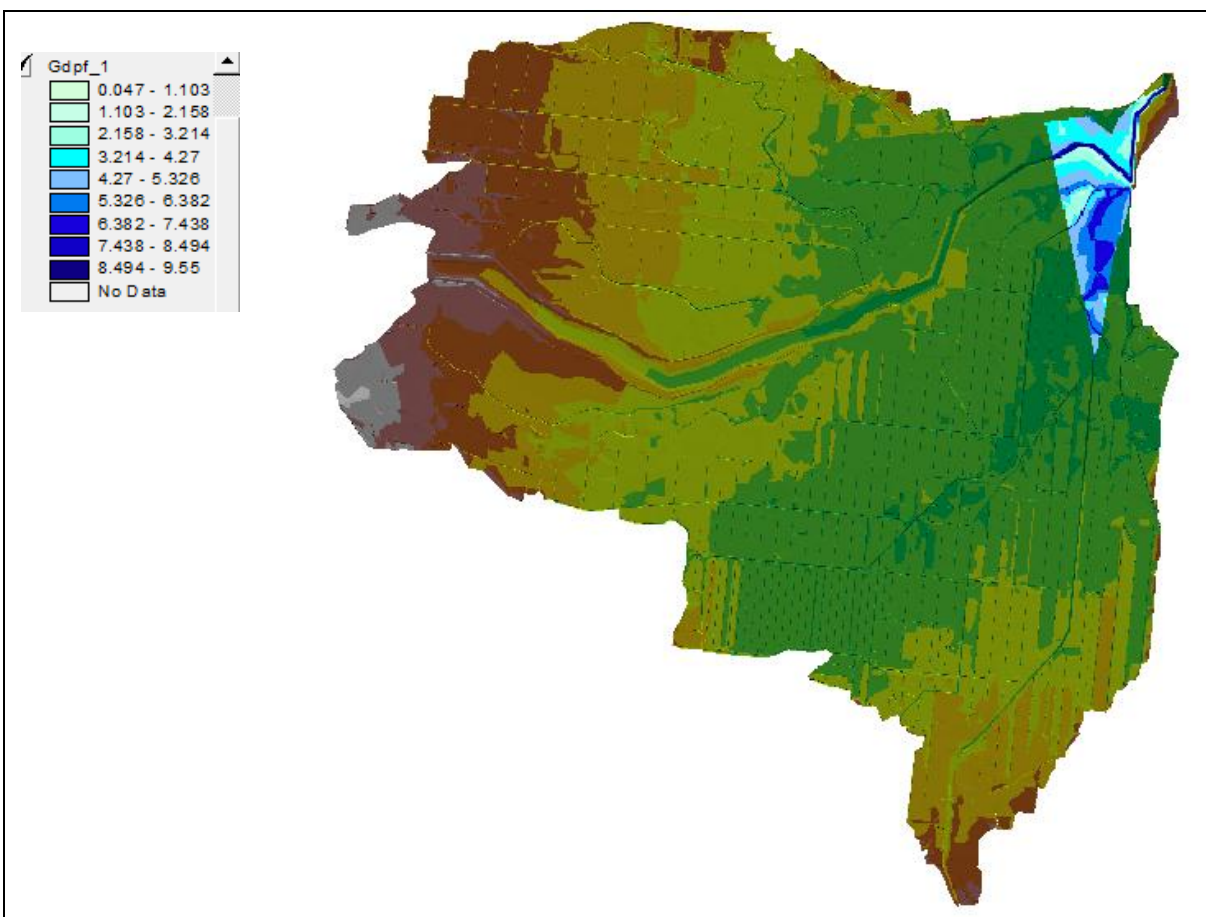 Gdpf_1
0.047 - 1.103
1.103 - 2.158
2.158 - 3.214
3.214 - 4.27
4.27 - 5.326
5.326 - 6.382
6.382 - 7.438
7.438 - 8.494
8.494 - 9.55
No Data